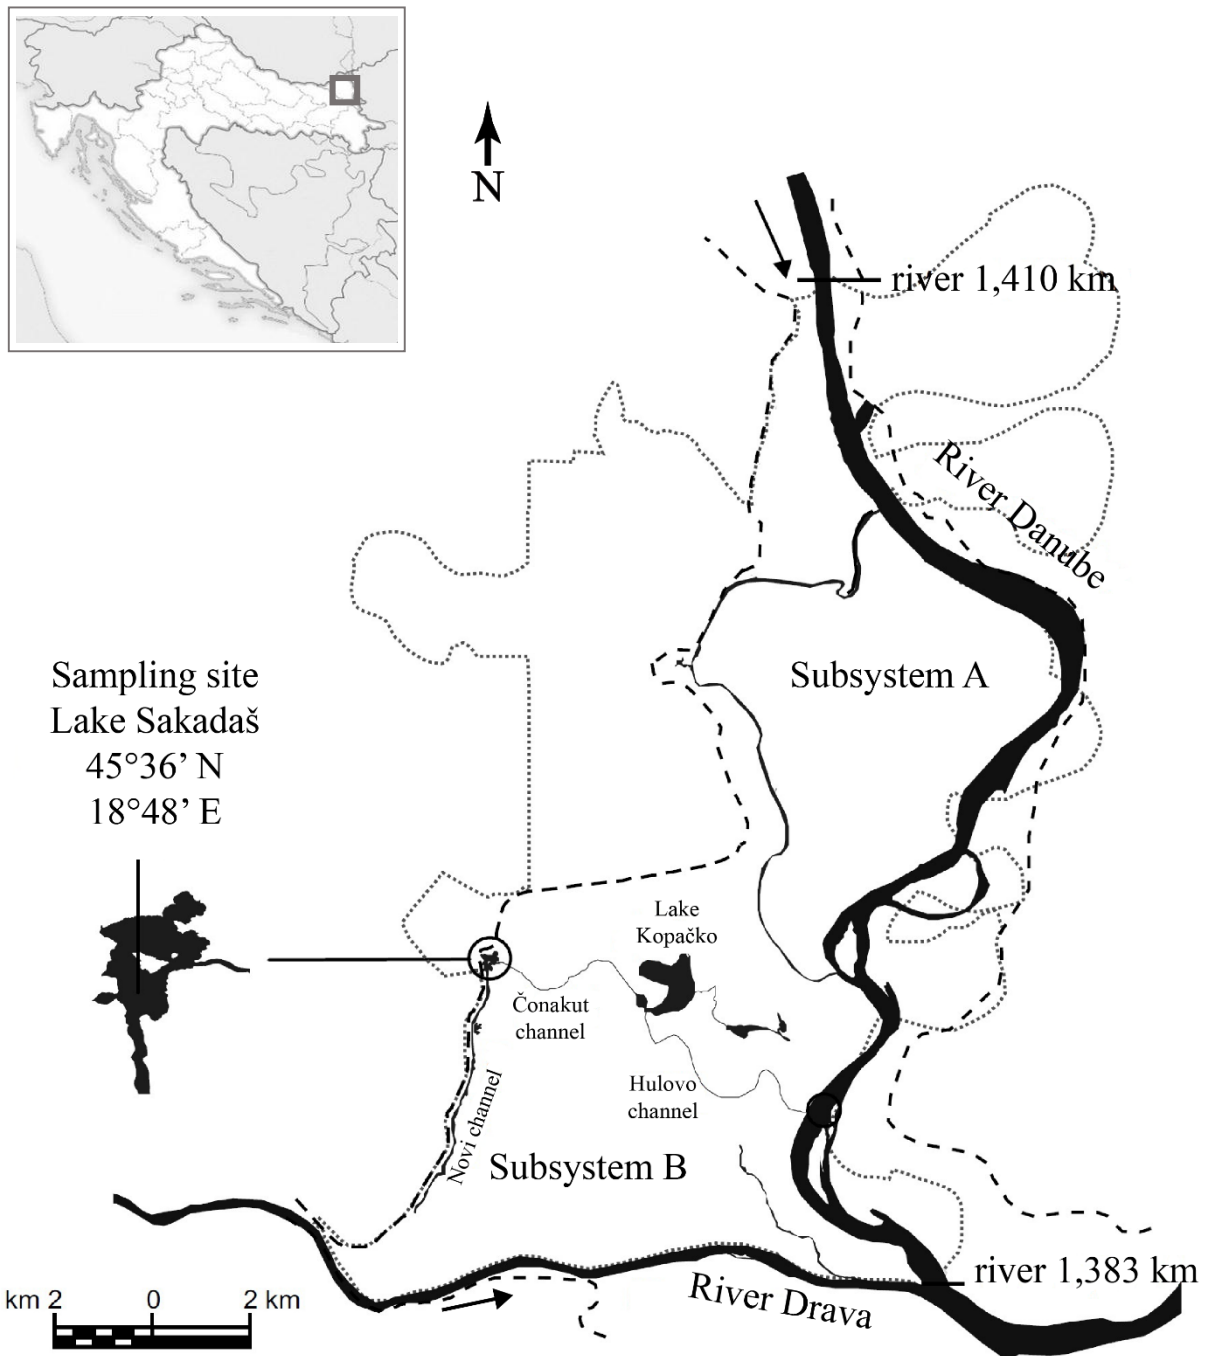 N
river 1,410 km
River Danube
Subsystem A
Sampling site
Lake Sakadaš
45°36’ N
18°48’ E
Lake
Kopačko
Čonakut
channel
Hulovo
channel
Novi channel
Subsystem B
river 1,383 km
River Drava
km 2 0 2 km